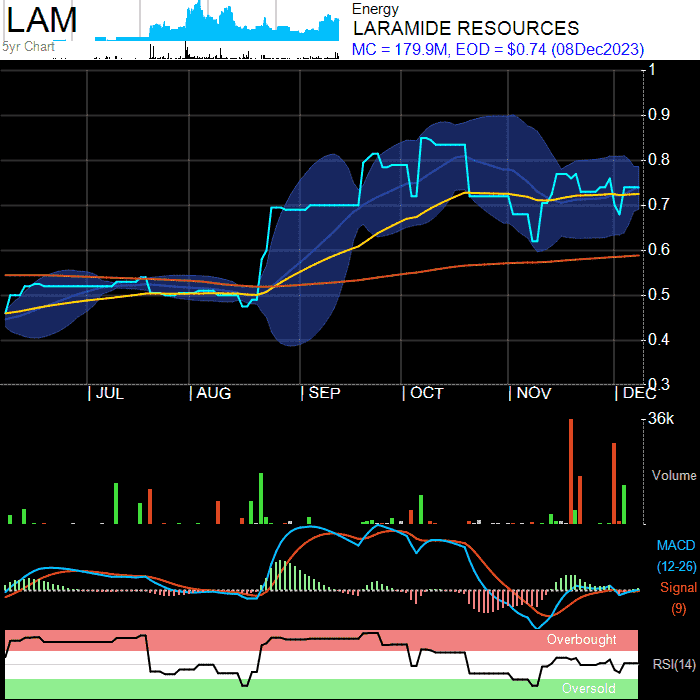 LAM
5yr Chart
Energy
LARAMIDE RESOURCES
MC = 179.9M, EOD = $0.74 (08Dec2023)
1
0.9
0.8
0.7
0.6
0.5
0.4
0.3
JUL AUG SEP OCT NOV DEC
36k
Volume
MACD
(12-26)
Signal
(9)
Overbought
RSI(14)
Oversold